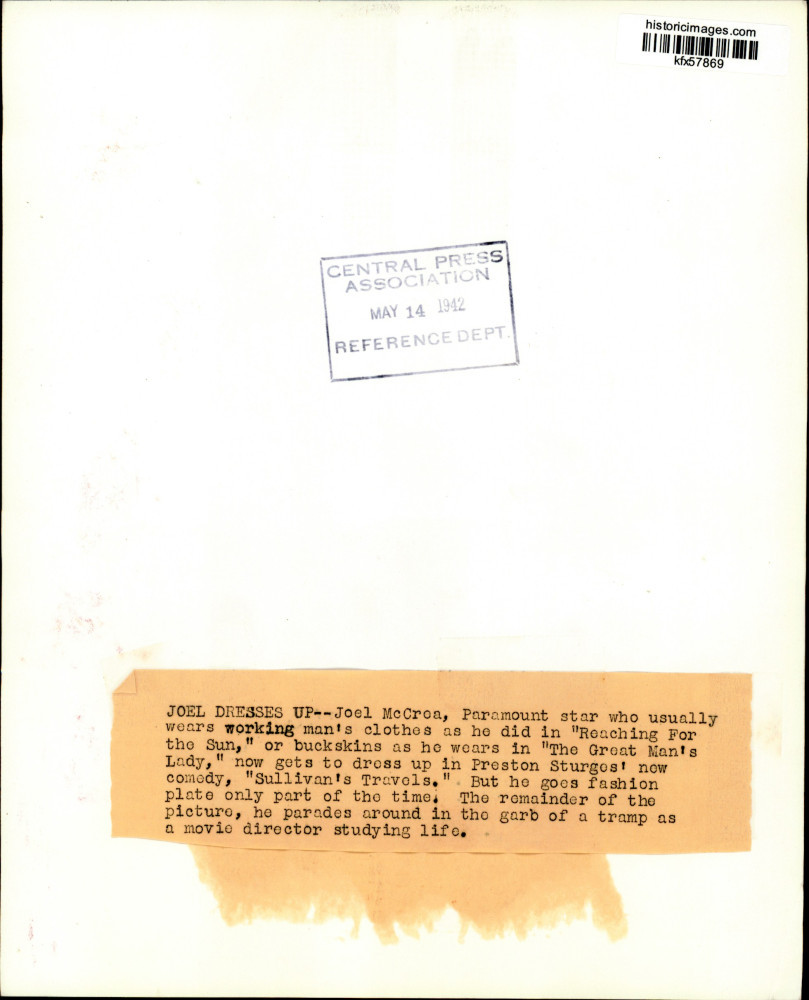 historicimages.com
kfx57869
CENTRAL PRESS
ASSOCIATION
MAY 14 1942
REFERENCE DEPT.
JOEL DRESSES UP--Joel McCrea, Paramount star who usually
wears working man's clothes as he did in "Reaching For
the Sun," or buckskins as he wears in "The Great Man's
Lady," now gets to dress up in Preston Sturges' new
comedy, "Sullivan's Travels." But he goes fashion
plate only part of the time. The remainder of the
picture, he parades around in the garb of a tramp as
a movie director studying life.